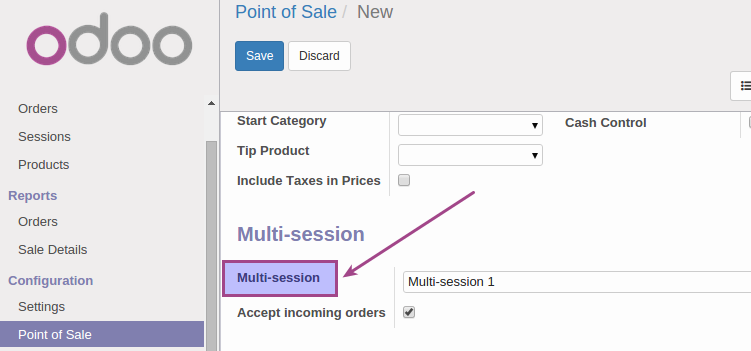 odoo
Orders
Sessions
Products
Reports
Orders
Sale Details
Configuration
Settings
Point of Sale
Point of Sale / New
Save Discard
Start Category
Cash Control
Tip Product
Include Taxes in Prices
Multi-session
Multi-session
Multi-session 1
Accept incoming orders